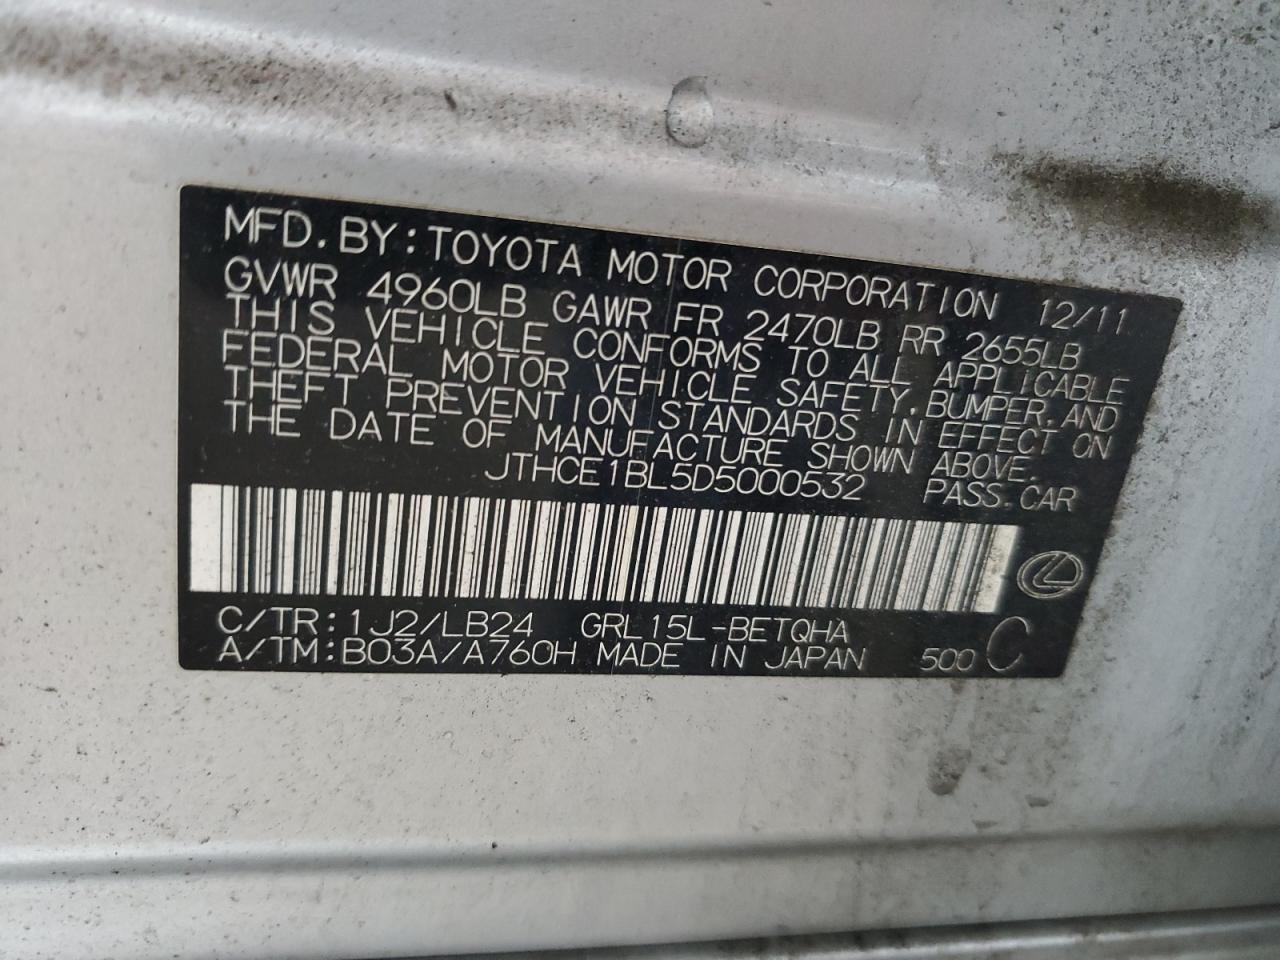 MFD. BY: TOYOTA MOTOR CORPORATION 12/11
GVWR 4960LB GAWR FR 2470LB RR 2655LB
THIS VEHICLE CONFORMS TO ALL APPLICABLE
FEDERAL MOTOR VEHICLE SAFETY, BUMPER, AND
THEFT PREVENTION STANDARDS IN EFFECT ON
THE DATE OF MANUFACTURE SHOWN ABOVE.
JTHCE1BL5D5000532 PASS. CAR
C/TR: 1J2/LB24 GRL15L-BETQHA
A/TM: B03A/A760H MADE IN JAPAN 500 C